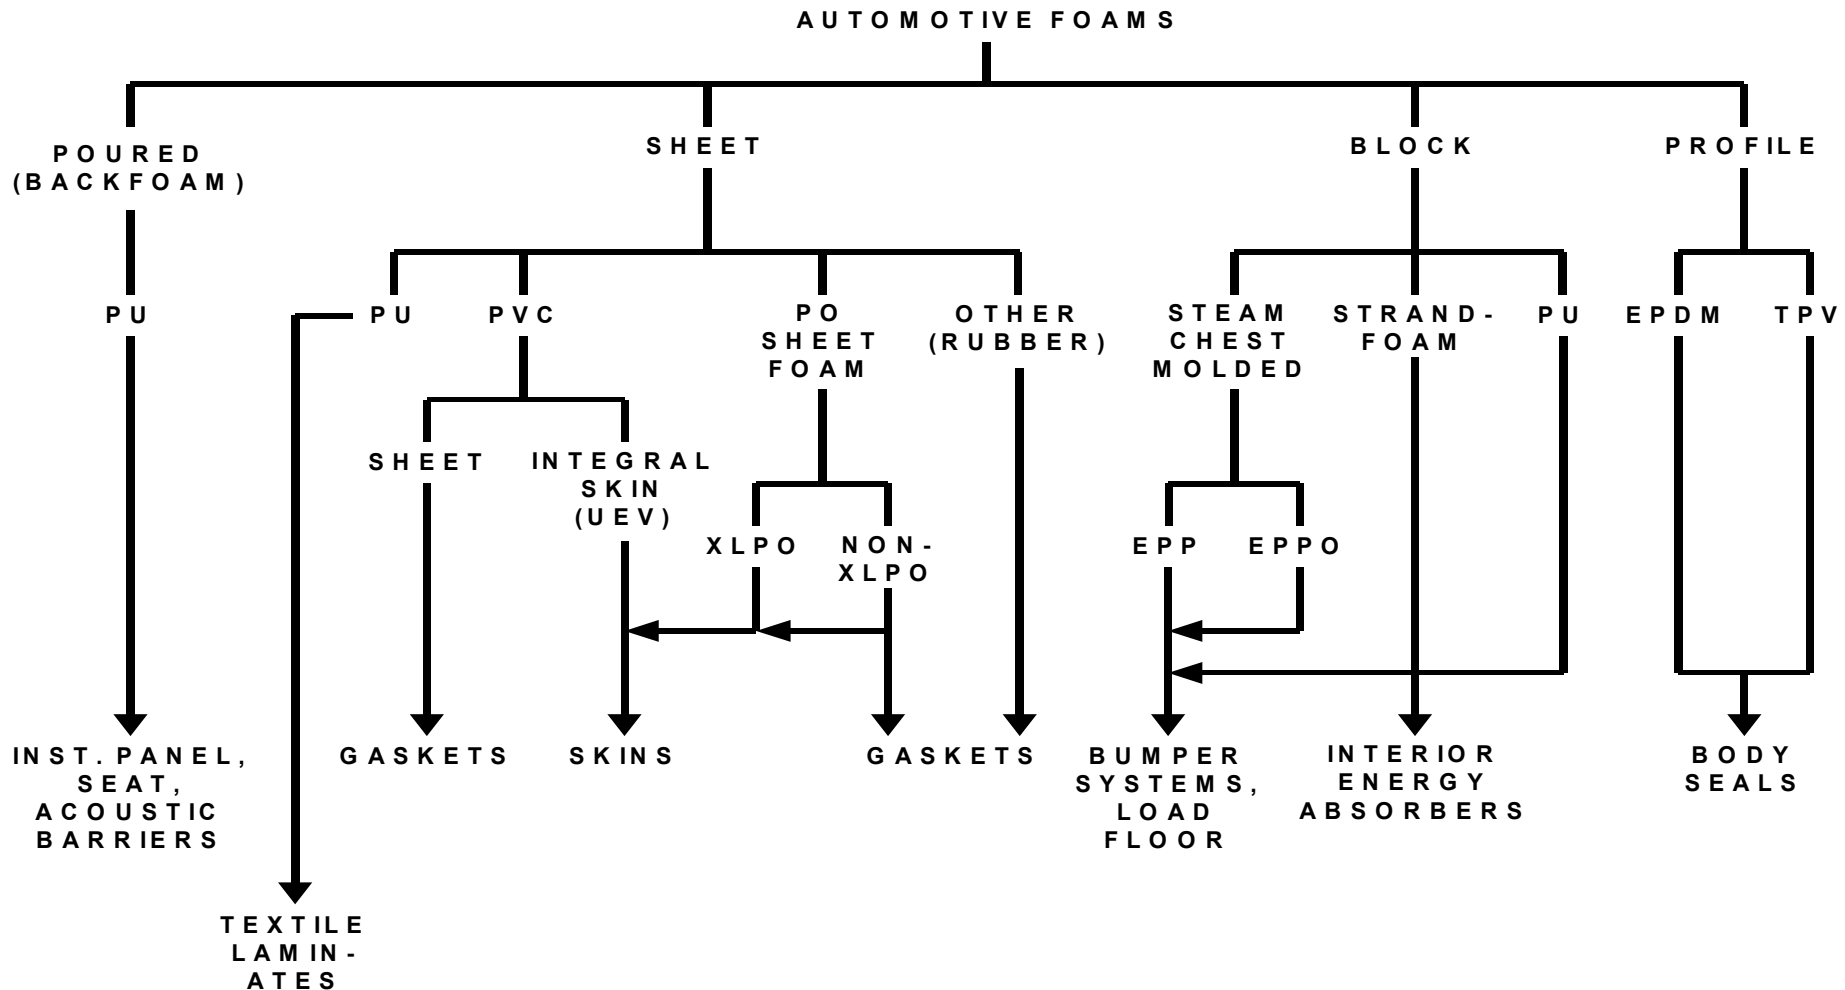 AUTOMOTIVE FOAMS
POURED
(BACKFOAM)
SHEET
BLOCK
PROFILE
PU
PU
PVC
PO
SHEET
FOAM
OTHER
(RUBBER)
STEAM
CHEST
MOLDED
STRAND-
FOAM
PU
EPDM
TPV
SHEET
INTEGRAL
SKIN
(UEV)
XLPO
NON-
XLPO
EPP
EPPO
INST. PANEL,
SEAT,
ACOUSTIC
BARRIERS
GASKETS
SKINS
GASKETS
BUMPER
SYSTEMS,
LOAD
FLOOR
INTERIOR
ENERGY
ABSORBERS
BODY
SEALS
TEXTILE
LAMIN-
ATES